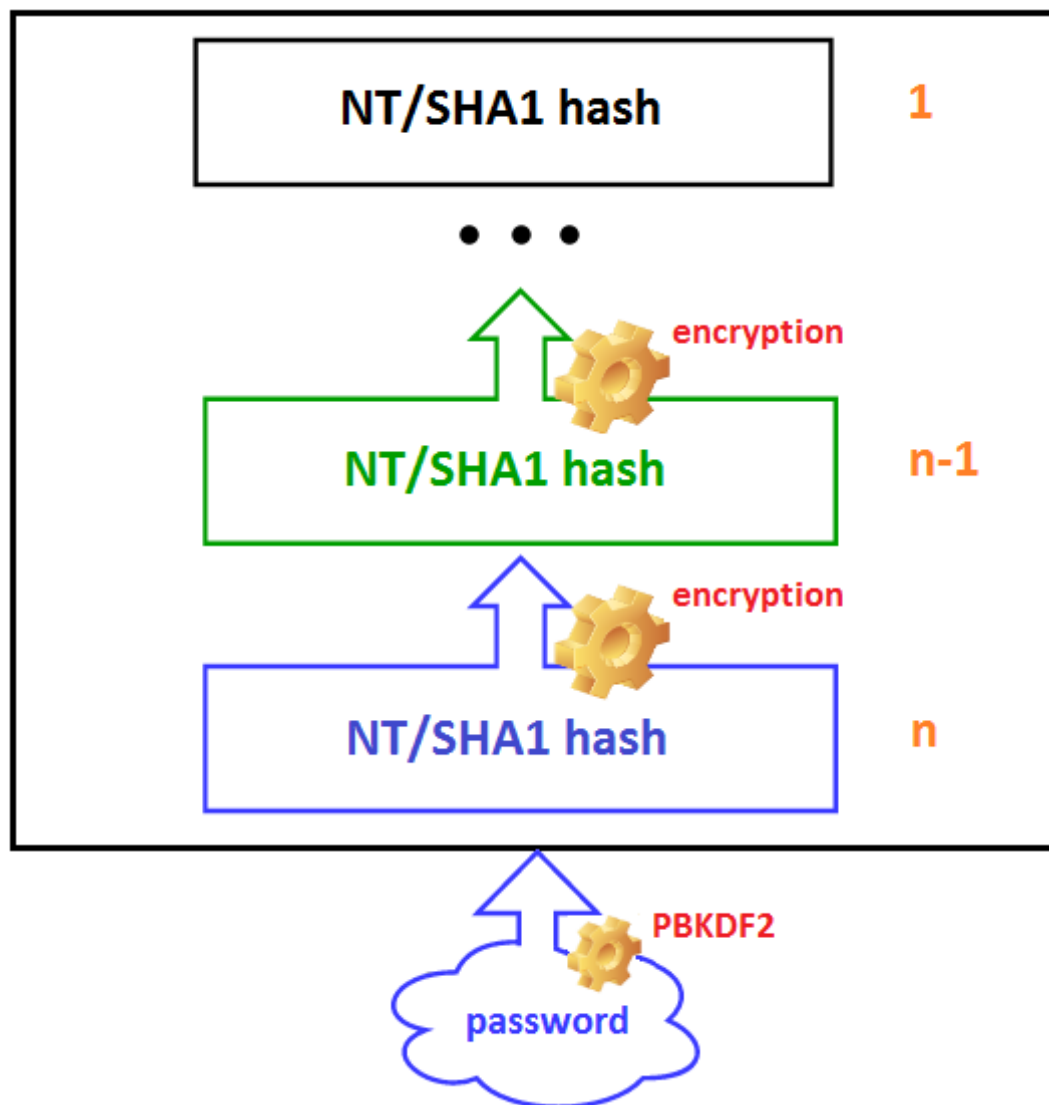 NT/SHA1 hash 1
encryption
NT/SHA1 hash n-1
encryption
NT/SHA1 hash n
PBKDF2
password